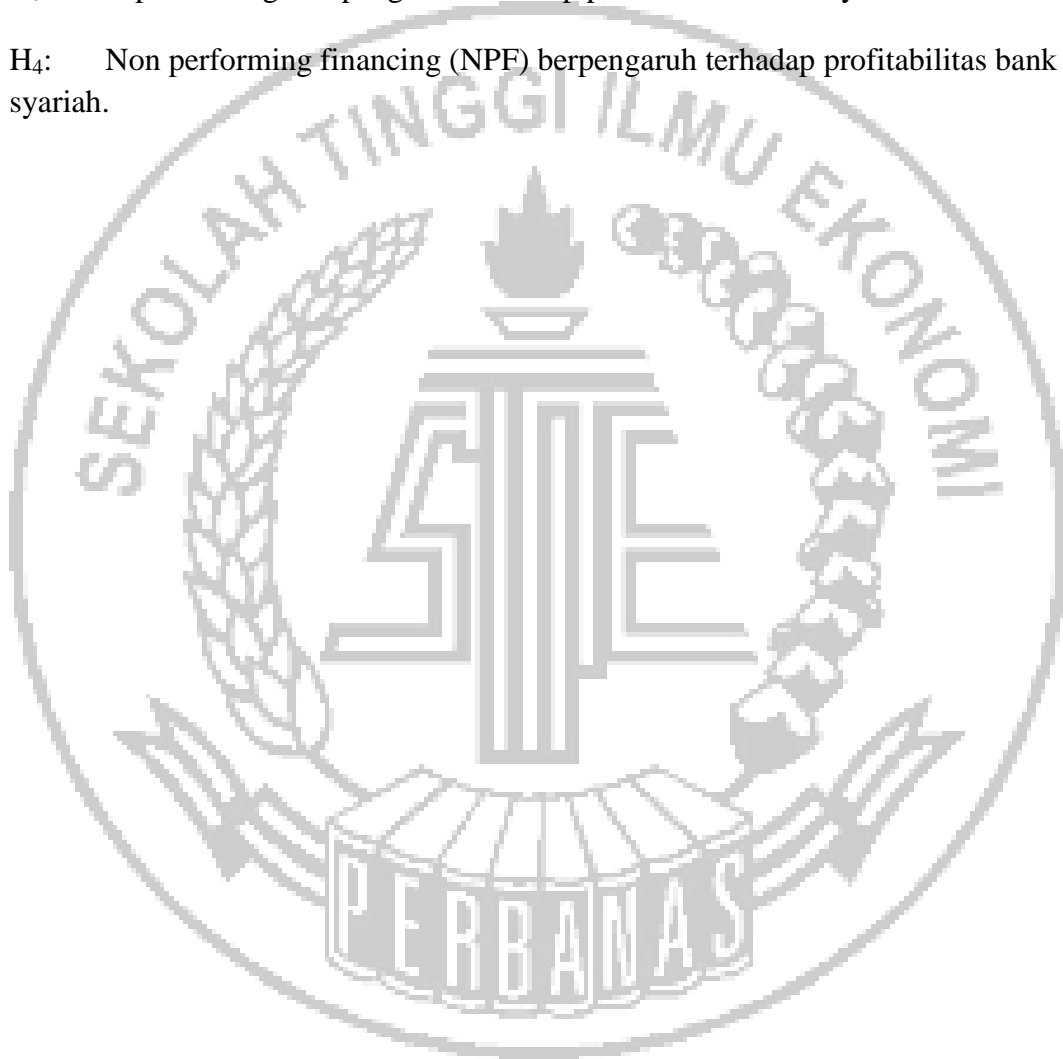 H₄: Non performing financing (NPF) berpengaruh terhadap profitabilitas bank
syariah.
SEKOLAH TINGGI ILMU EKONOMI
PERBANAS